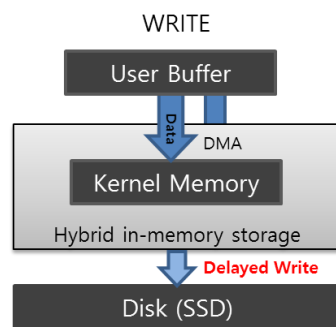 WRITE
User Buffer
Data
DMA
Kernel Memory
Hybrid in-memory storage
Delayed Write
Disk (SSD)